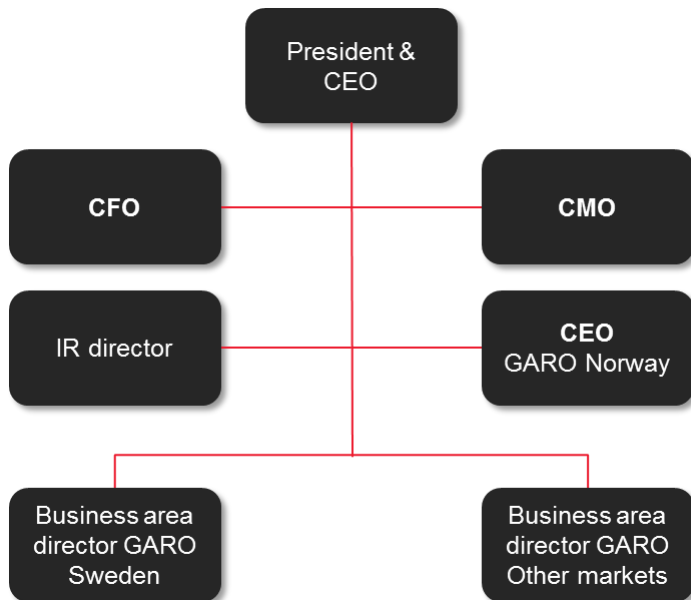 President &
CEO
CFO
CMO
IR director
CEO
GARO Norway
Business area
director GARO
Sweden
Business area
director GARO
Other markets